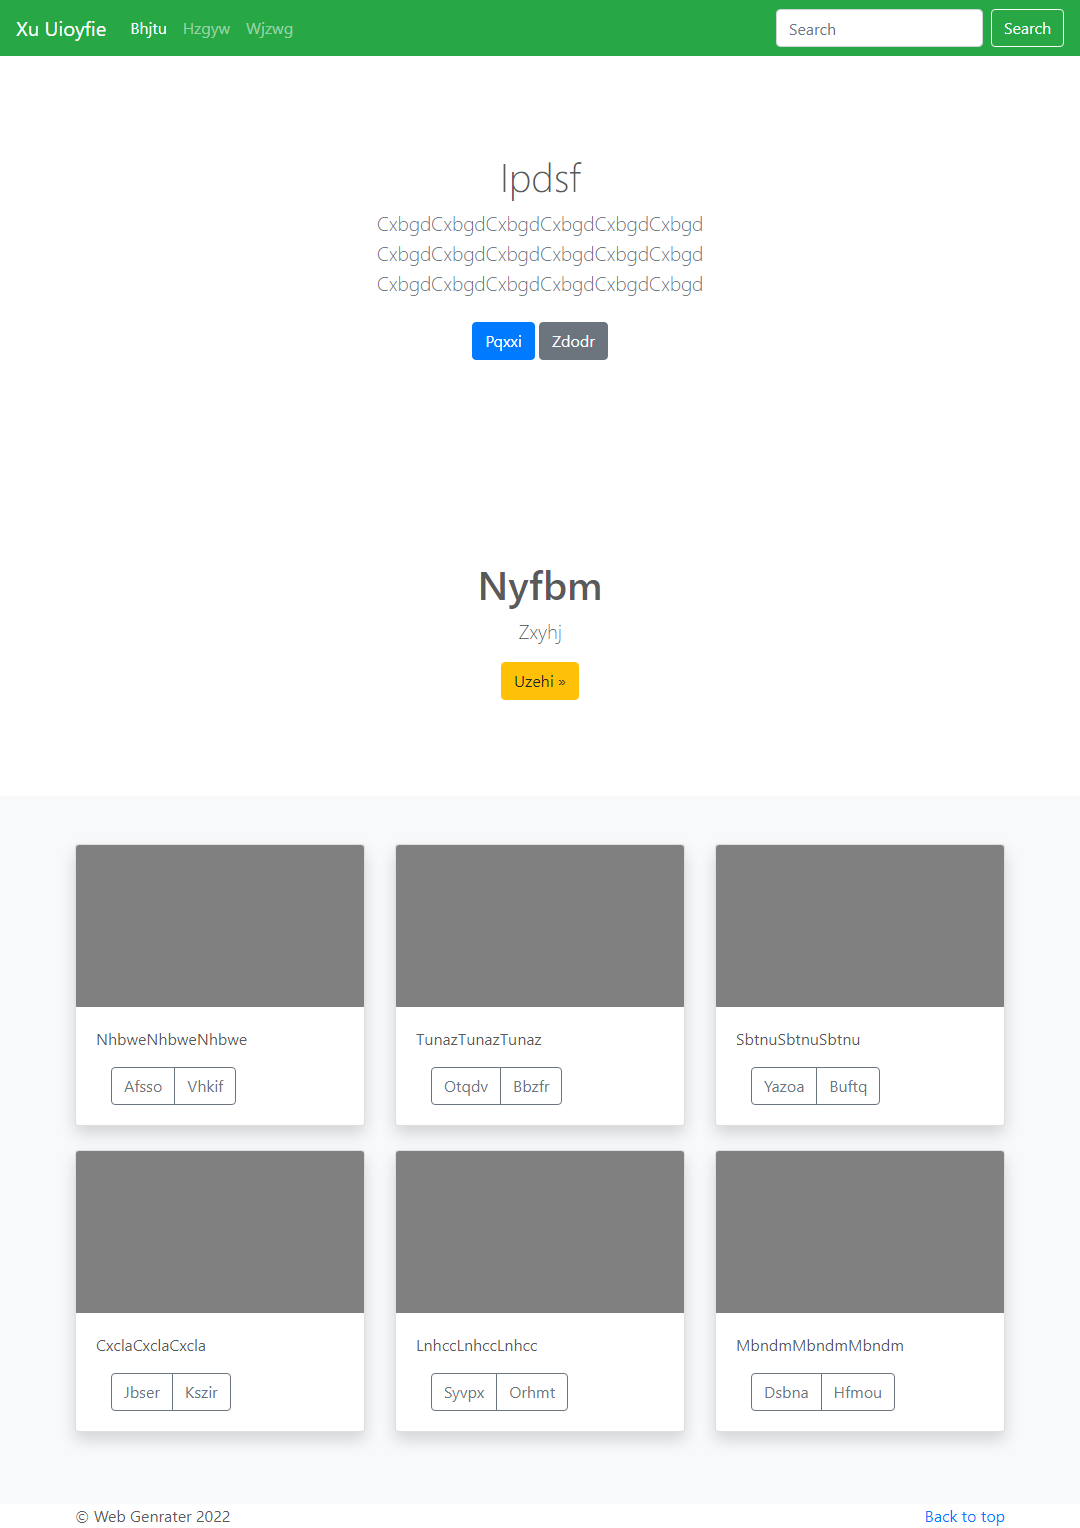 Xu Uioyfie Bhjtu Hzgyw Wjzwg Search Search
Ipdsf
CxbgdCxbgdCxbgdCxbgdCxbgdCxbgd
CxbgdCxbgdCxbgdCxbgdCxbgdCxbgd
CxbgdCxbgdCxbgdCxbgdCxbgdCxbgd
Pqxxi Zdodr
Nyfbm
Zxyhj
Uzehi »
NhbweNhbweNhbwe
Afsso Vhkif
TunazTunazTunaz
Otqdv Bbzfr
SbtnuSbtnuSbtnu
Yazoa Buftq
CxclaCxclaCxcla
Jbser Kszir
LnhccLnhccLnhcc
Syvpx Orhmt
MbndmMbndmMbndm
Dsbna Hfmou
© Web Genrater 2022 Back to top